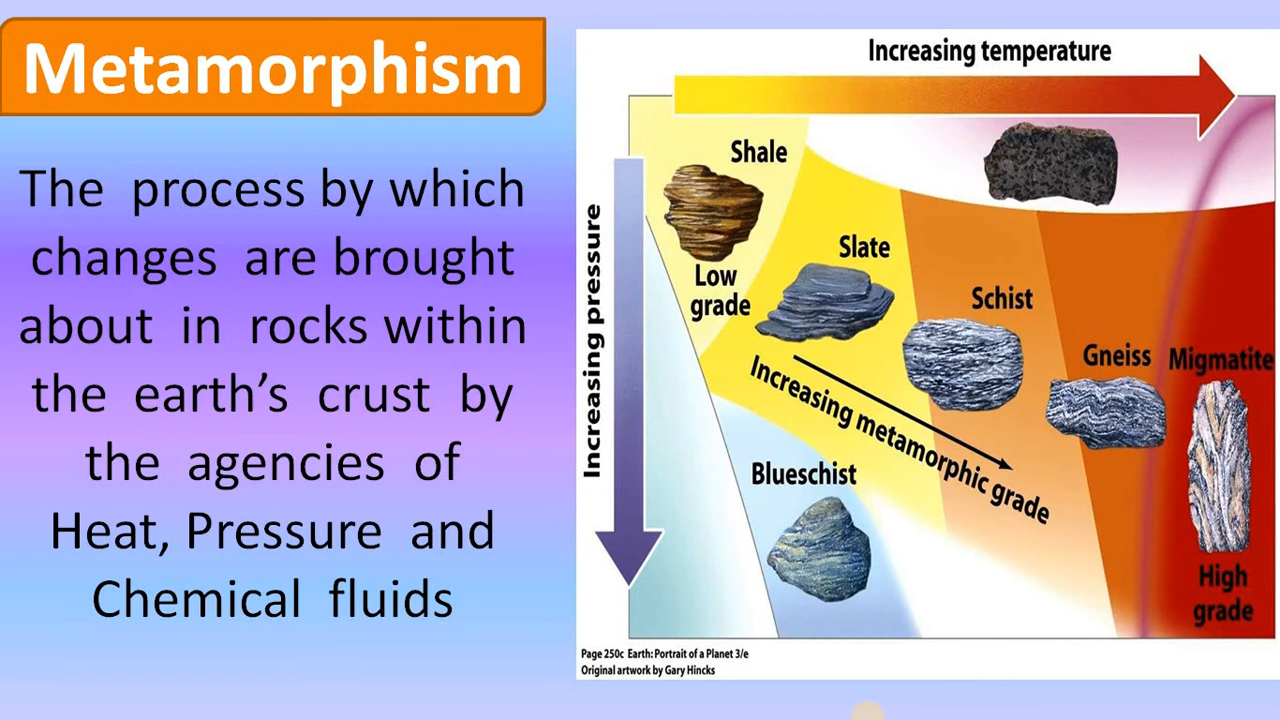 Metamorphism
The process by which
changes are brought
about in rocks within
the earth's crust by
the agencies of
Heat, Pressure and
Chemical fluids
Increasing temperature
Increasing pressure
Shale
Low
grade
Slate
Schist
Gneiss
Migmatite
Increasing metamorphic grade
Blueschist
High
grade
Page 250c Earth: Portrait of a Planet 3/e
Original artwork by Gary Hincks